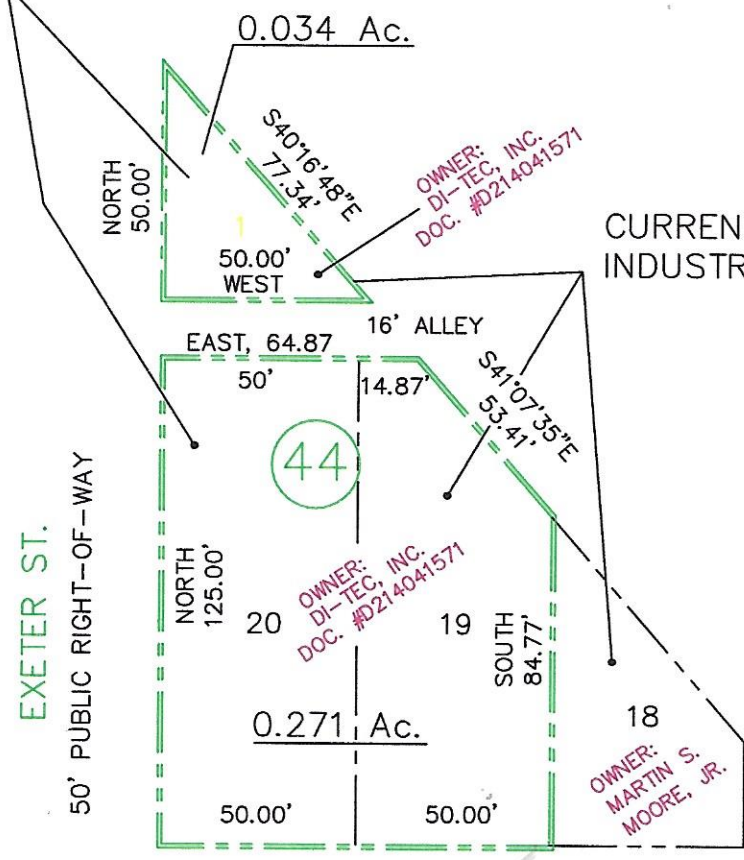 0.034 Ac.
NORTH
50.00'
S40°16'48"E
77.34'
OWNER:
DI-TEC, INC.
DOC. #D214041571
1
50.00'
WEST
CURREN
INDUSTR
16' ALLEY
EAST, 64.87
50'
14.87'
S41°07'35"E
53.41'
44
EXETER ST.
50' PUBLIC RIGHT-OF-WAY
NORTH
125.00'
20
OWNER:
DI-TEC, INC.
DOC. #D214041571
19
SOUTH
84.77'
0.271 Ac.
18
OWNER:
MARTIN S.
MOORE, JR.
50.00'
50.00'